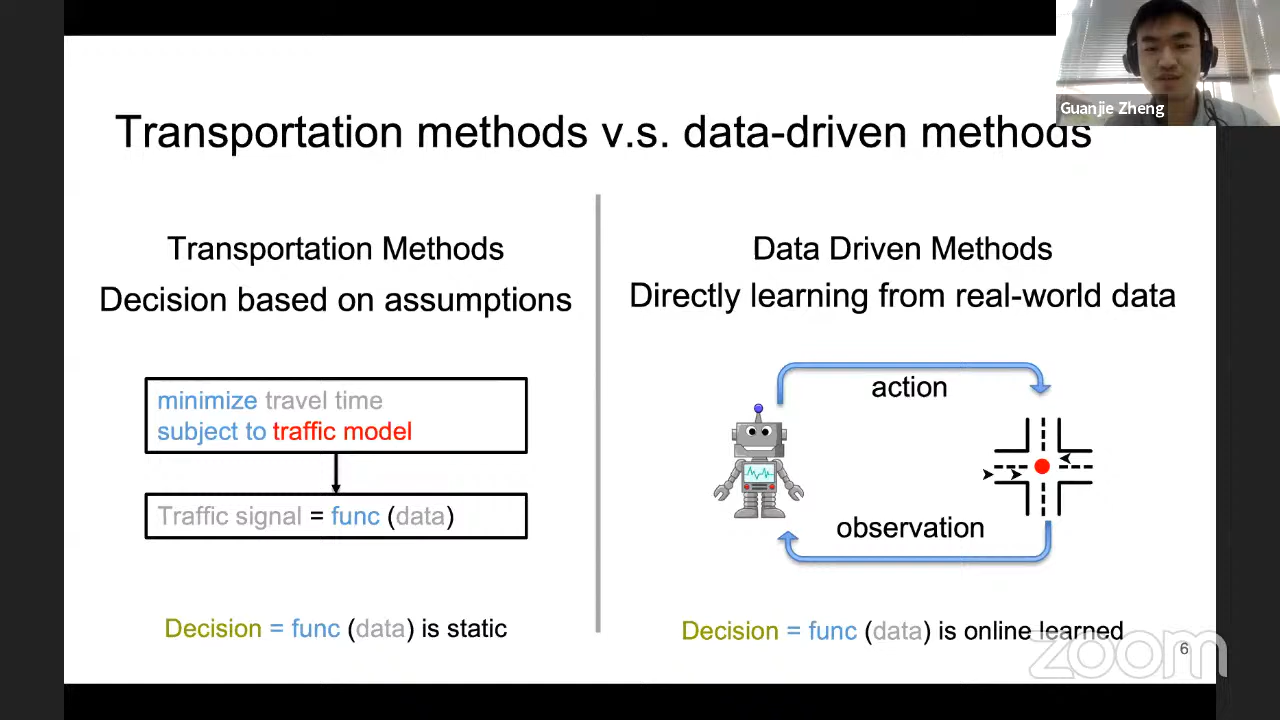 Guanjie Zheng
Transportation methods v.s. data-driven methods
Transportation Methods
Decision based on assumptions
minimize travel time
subject to traffic model
Traffic signal = func (data)
Decision = func (data) is static
Data Driven Methods
Directly learning from real-world data
action
observation
Decision = func (data) is online learned
6
zoom